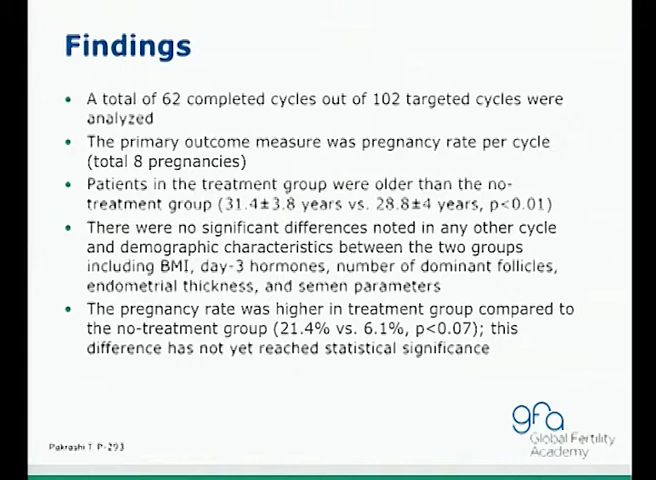 Findings
• A total of 62 completed cycles out of 102 targeted cycles were
analyzed
• The primary outcome measure was pregnancy rate per cycle
(total 8 pregnancies)
• Patients in the treatment group were older than the no-
treatment group (31.4±3.8 years vs. 28.8±4 years, p<0.01)
• There were no significant differences noted in any other cycle
and demographic characteristics between the two groups
including BMI, day-3 hormones, number of dominant follicles,
endometrial thickness, and semen parameters
• The pregnancy rate was higher in treatment group compared to
the no-treatment group (21.4% vs. 6.1%, p<0.07); this
difference has not yet reached statistical significance
Pakrashi T. P-293
gfa
Global Fertility
Academy